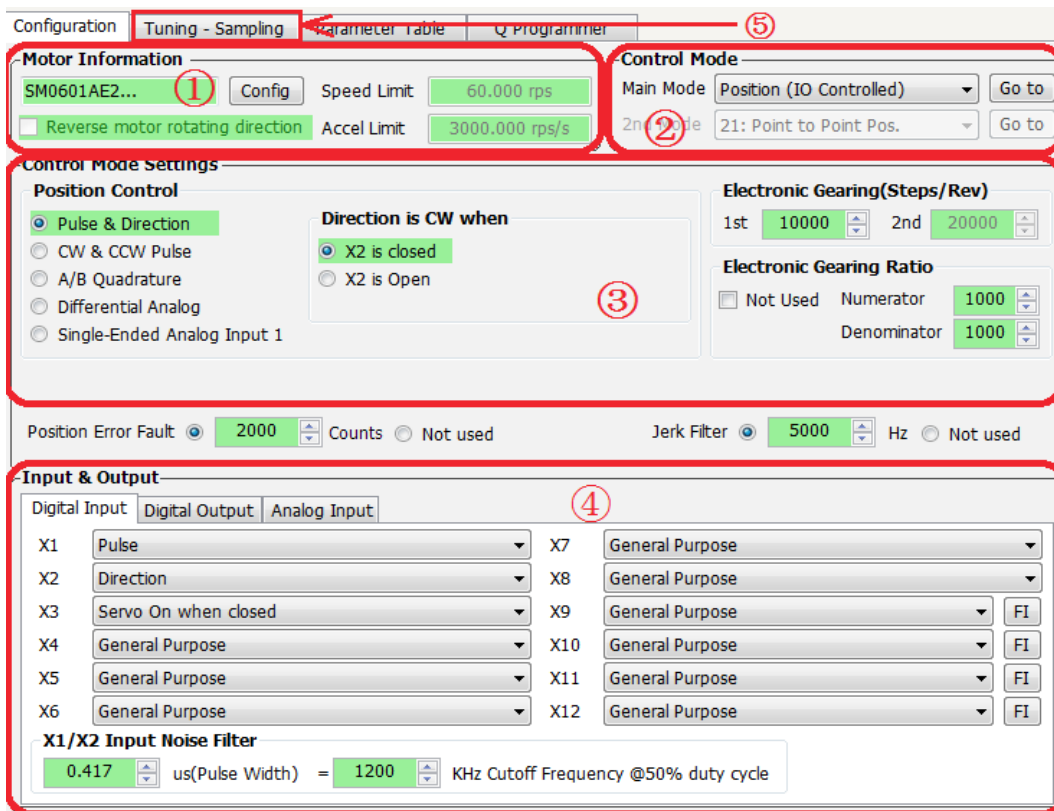 Configuration Tuning - Sampling Parameter Table Q Programmer ⑤
Motor Information Control Mode
SM0601AE2... ① Config Speed Limit 60.000 rps Main Mode Position (IO Controlled) Go to
Reverse motor rotating direction Accel Limit 3000.000 rps/s 2nd Mode ② 21: Point to Point Pos. Go to
Control Mode Settings
Position Control Electronic Gearing(Steps/Rev)
Pulse & Direction Direction is CW when 1st 10000 2nd 20000
CW & CCW Pulse X2 is closed
A/B Quadrature X2 is Open Electronic Gearing Ratio
Differential Analog ③ Not Used Numerator 1000
Single-Ended Analog Input 1 Denominator 1000
Position Error Fault 2000 Counts Not used Jerk Filter 5000 Hz Not used
Input & Output
Digital Input Digital Output Analog Input ④
X1 Pulse X7 General Purpose
X2 Direction X8 General Purpose
X3 Servo On when closed X9 General Purpose FI
X4 General Purpose X10 General Purpose FI
X5 General Purpose X11 General Purpose FI
X6 General Purpose X12 General Purpose FI
X1/X2 Input Noise Filter
0.417 us(Pulse Width) = 1200 KHz Cutoff Frequency @50% duty cycle